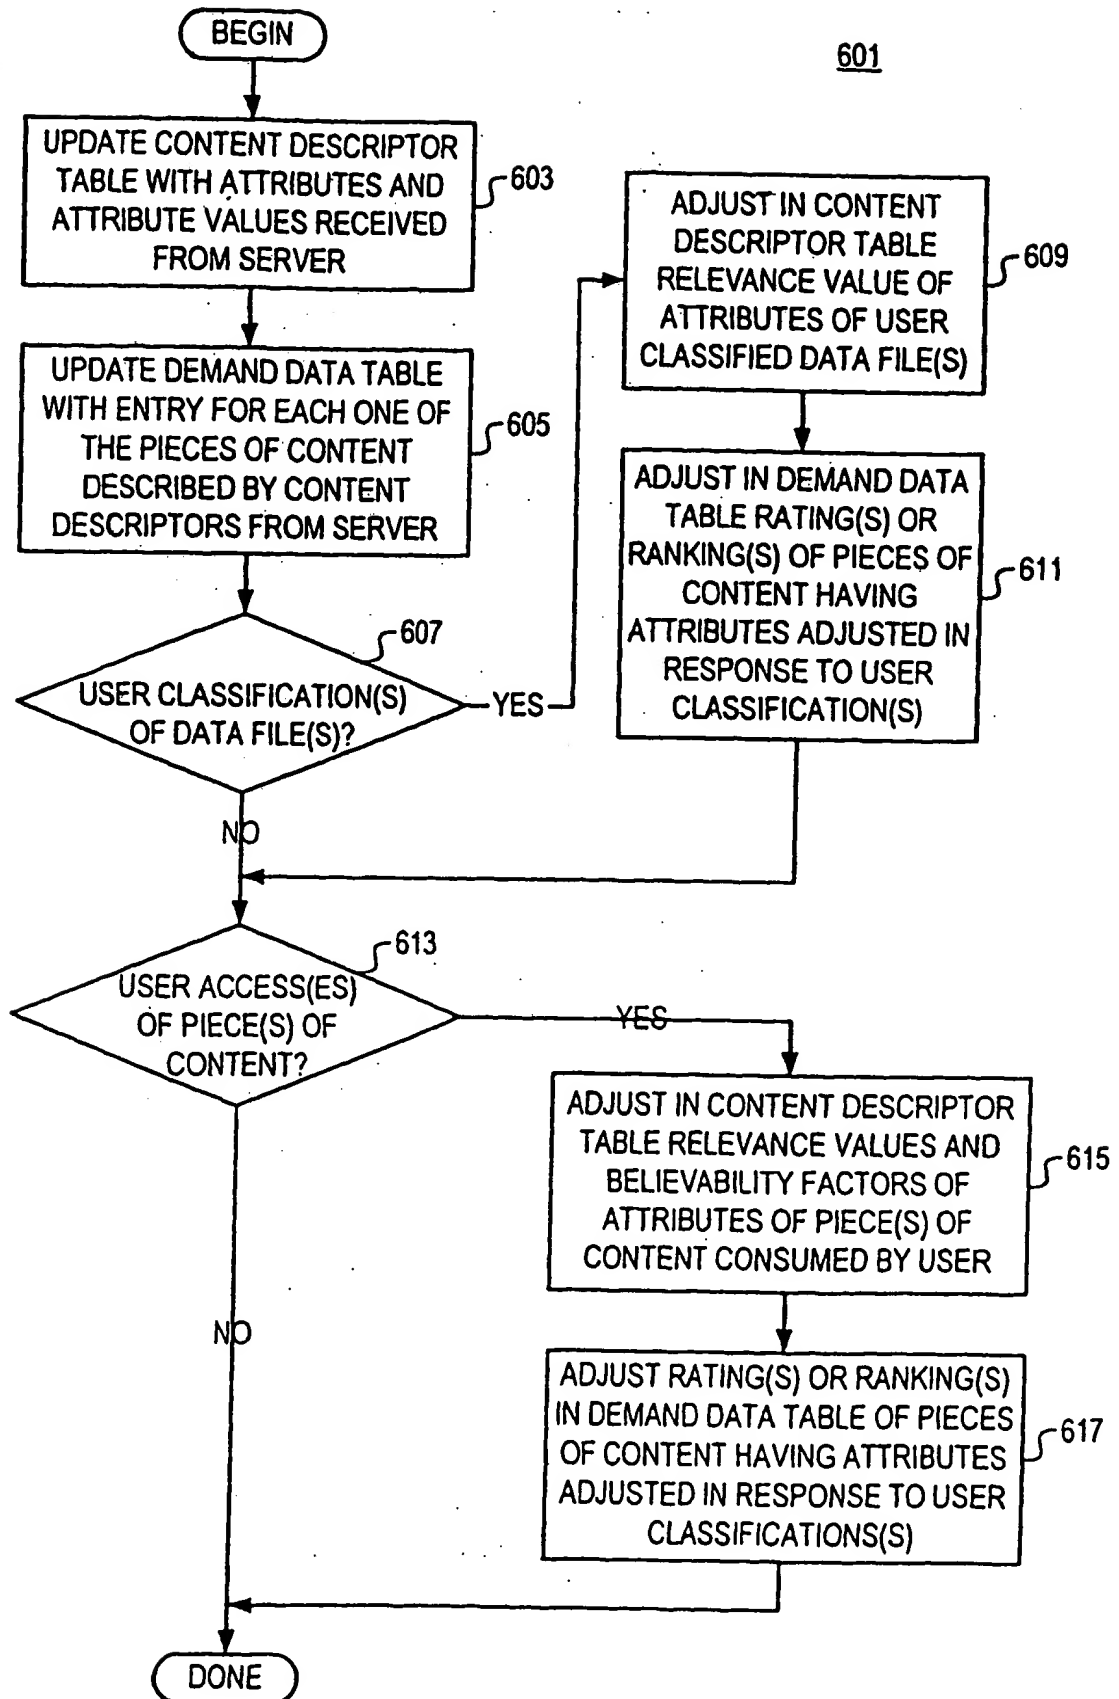 BEGIN
601
UPDATE CONTENT DESCRIPTOR
TABLE WITH ATTRIBUTES AND
ATTRIBUTE VALUES RECEIVED
FROM SERVER
603
UPDATE DEMAND DATA TABLE
WITH ENTRY FOR EACH ONE OF
THE PIECES OF CONTENT
DESCRIBED BY CONTENT
DESCRIPTORS FROM SERVER
605
607
USER CLASSIFICATION(S)
OF DATA FILE(S)?
YES
NO
ADJUST IN CONTENT
DESCRIPTOR TABLE
RELEVANCE VALUE OF
ATTRIBUTES OF USER
CLASSIFIED DATA FILE(S)
609
ADJUST IN DEMAND DATA
TABLE RATING(S) OR
RANKING(S) OF PIECES OF
CONTENT HAVING
ATTRIBUTES ADJUSTED IN
RESPONSE TO USER
CLASSIFICATION(S)
611
613
USER ACCESS(ES)
OF PIECE(S) OF
CONTENT?
YES
NO
ADJUST IN CONTENT DESCRIPTOR
TABLE RELEVANCE VALUES AND
BELIEVABILITY FACTORS OF
ATTRIBUTES OF PIECE(S) OF
CONTENT CONSUMED BY USER
615
ADJUST RATING(S) OR RANKING(S)
IN DEMAND DATA TABLE OF PIECES
OF CONTENT HAVING ATTRIBUTES
ADJUSTED IN RESPONSE TO USER
CLASSIFICATIONS(S)
617
DONE